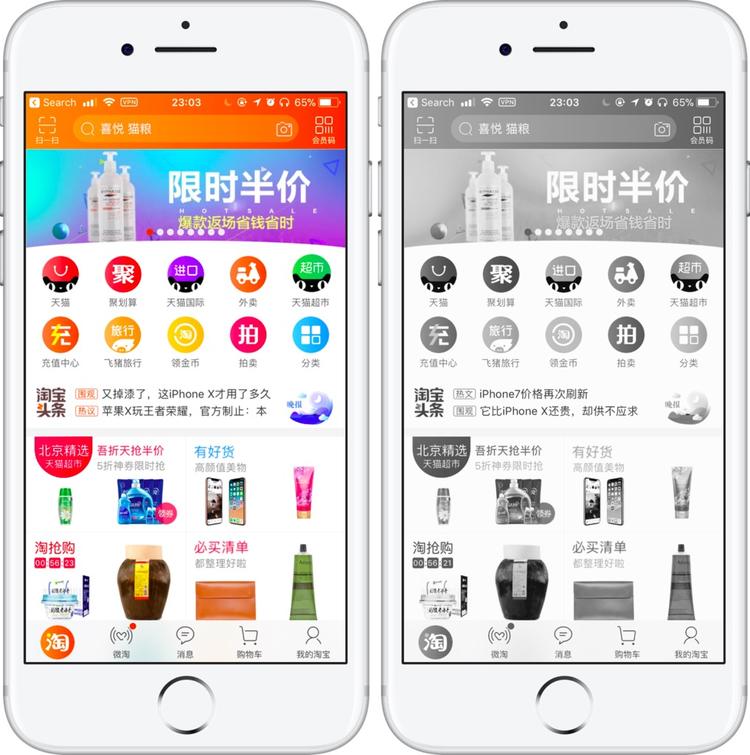 Search VPN 23:03 65%
扫一扫 喜悦 猫粮 会员码
限时半价
HOT SALE
爆款返场省钱省时
聚 进口 超市
天猫 聚划算 天猫国际 外卖 天猫超市
充 旅行 淘 拍
充值中心 飞猪旅行 领金币 拍卖 分类
淘宝头条 围观 又掉漆了，这iPhone X才用了多久
热议 苹果X玩王者荣耀，官方制止：本
晚报
北京精选 吾折天抢半价 有好货
天猫超市 5折神券限时抢 高颜值美物
领券
淘抢购 必买清单
00:56:23 都整理好啦
淘 微淘 消息 购物车 我的淘宝
Search VPN 23:03 65%
扫一扫 喜悦 猫粮 会员码
限时半价
HOT SALE
爆款返场省钱省时
聚 进口 超市
天猫 聚划算 天猫国际 外卖 天猫超市
充 旅行 淘 拍
充值中心 飞猪旅行 领金币 拍卖 分类
淘宝头条 热文 iPhone7价格再次刷新
围观 它比iPhone X还贵，却供不应求
晚报
北京精选 吾折天抢半价 有好货
天猫超市 5折神券限时抢 高颜值美物
领券
淘抢购 必买清单
00:56:21 都整理好啦
淘 微淘 消息 购物车 我的淘宝